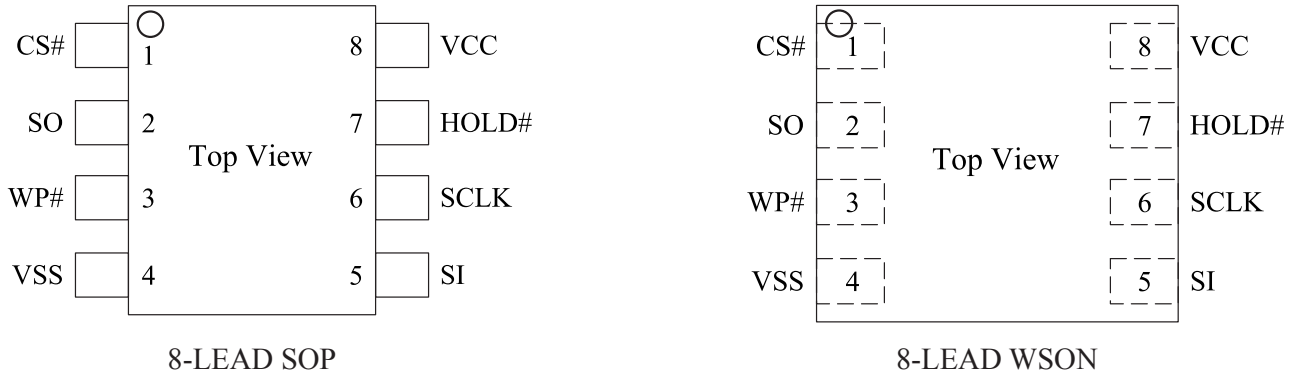 CS# 1 8 VCC
SO 2 7 HOLD#
Top View
WP# 3 6 SCLK
VSS 4 5 SI
8-LEAD SOP
CS# 1 8 VCC
SO 2 7 HOLD#
Top View
WP# 3 6 SCLK
VSS 4 5 SI
8-LEAD WSON